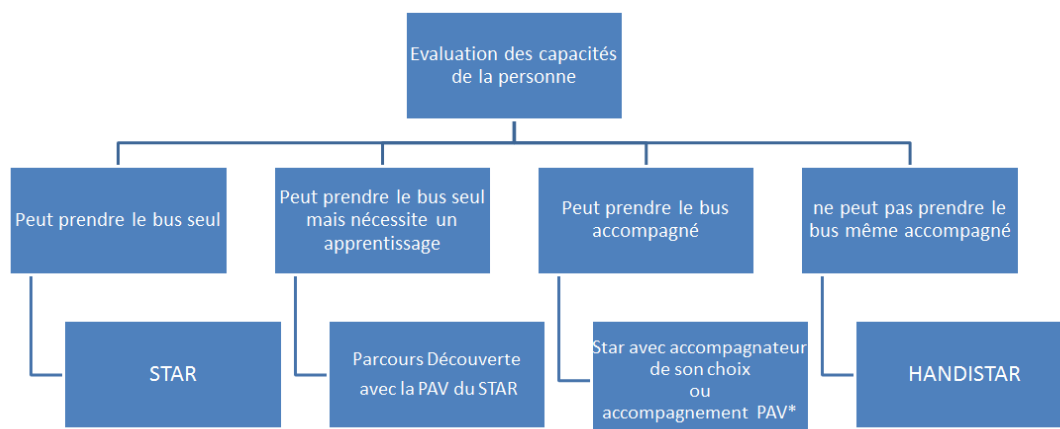 Evaluation des capacités
de la personne
Peut prendre le bus seul
Peut prendre le bus seul
mais nécessite un
apprentissage
Peut prendre le bus
accompagné
ne peut pas prendre le
bus même accompagné
STAR
Parcours Découverte
avec la PAV du STAR
Star avec accompagnateur
de son choix
ou
accompagnement PAV*
HANDISTAR